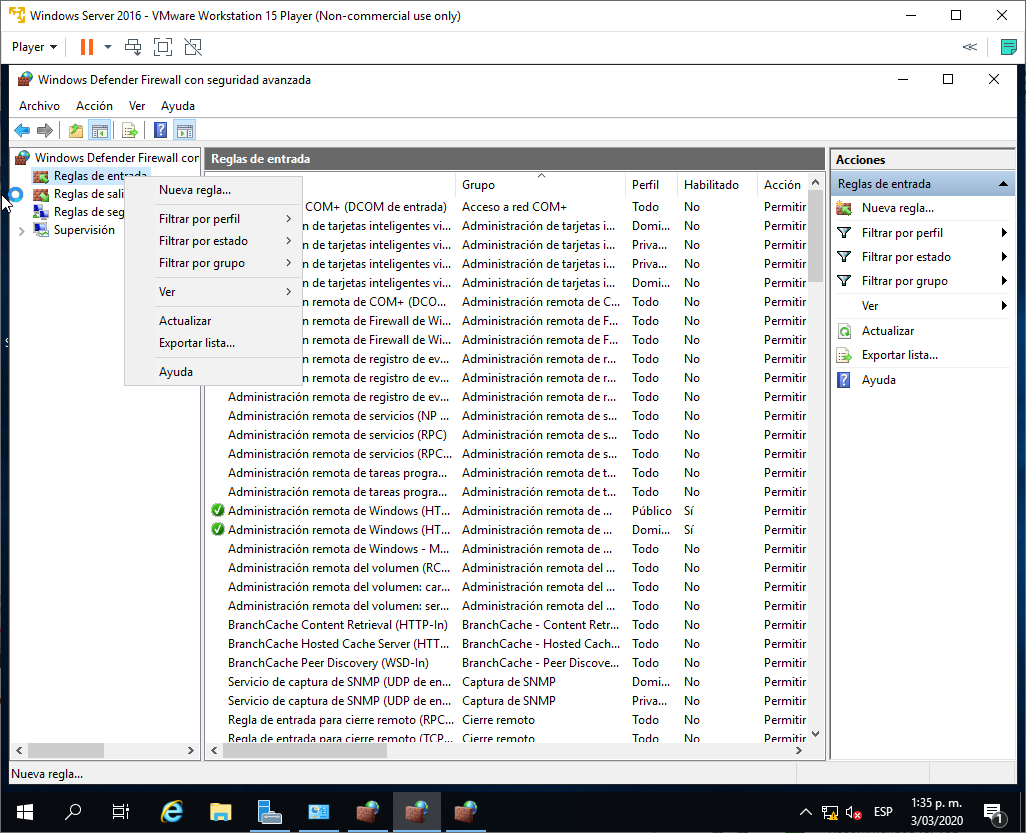 Windows Server 2016 - VMware Workstation 15 Player (Non-commercial use only)
Player
Windows Defender Firewall con seguridad avanzada
Archivo Acción Ver Ayuda
Windows Defender Firewall con
Reglas de entrada
Reglas de sali
Reglas de seg
Supervisión
Nueva regla...
Filtrar por perfil
Filtrar por estado
Filtrar por grupo
Ver
Actualizar
Exportar lista...
Ayuda
Reglas de entrada
Grupo Perfil Habilitado Acción
COM+ (DCOM de entrada) Acceso a red COM+ Todo No Permitir
n de tarjetas inteligentes vi... Administración de tarjetas i... Domi... No Permitir
n de tarjetas inteligentes vi... Administración de tarjetas i... Priva... No Permitir
n de tarjetas inteligentes vi... Administración de tarjetas i... Priva... No Permitir
n de tarjetas inteligentes vi... Administración de tarjetas i... Domi... No Permitir
n remota de COM+ (DCO... Administración remota de C... Todo No Permitir
n remota de Firewall de Wi... Administración remota de F... Todo No Permitir
n remota de Firewall de Wi... Administración remota de F... Todo No Permitir
n remota de registro de ev... Administración remota de r... Todo No Permitir
n remota de registro de ev... Administración remota de r... Todo No Permitir
Administración remota de registro de ev... Administración remota de r... Todo No Permitir
Administración remota de servicios (NP ... Administración remota de s... Todo No Permitir
Administración remota de servicios (RPC) Administración remota de s... Todo No Permitir
Administración remota de servicios (RPC... Administración remota de s... Todo No Permitir
Administración remota de tareas progra... Administración remota de t... Todo No Permitir
Administración remota de tareas progra... Administración remota de t... Todo No Permitir
Administración remota de Windows (HT... Administración remota de ... Público Sí Permitir
Administración remota de Windows (HT... Administración remota de ... Domi... Sí Permitir
Administración remota de Windows - M... Administración remota de ... Todo No Permitir
Administración remota del volumen (RC... Administración remota del ... Todo No Permitir
Administración remota del volumen: car... Administración remota del ... Todo No Permitir
Administración remota del volumen: ser... Administración remota del ... Todo No Permitir
BranchCache Content Retrieval (HTTP-In) BranchCache - Content Retr... Todo No Permitir
BranchCache Hosted Cache Server (HTT... BranchCache - Hosted Cach... Todo No Permitir
BranchCache Peer Discovery (WSD-In) BranchCache - Peer Discove... Todo No Permitir
Servicio de captura de SNMP (UDP de en... Captura de SNMP Domi... No Permitir
Servicio de captura de SNMP (UDP de en... Captura de SNMP Priva... No Permitir
Regla de entrada para cierre remoto (RPC... Cierre remoto Todo No Permitir
Regla de entrada para cierre remoto (TCP... Cierre remoto Todo No Permitir
Acciones
Reglas de entrada
Nueva regla...
Filtrar por perfil
Filtrar por estado
Filtrar por grupo
Ver
Actualizar
Exportar lista...
Ayuda
Nueva regla...
ESP
1:35 p. m.
3/03/2020
1